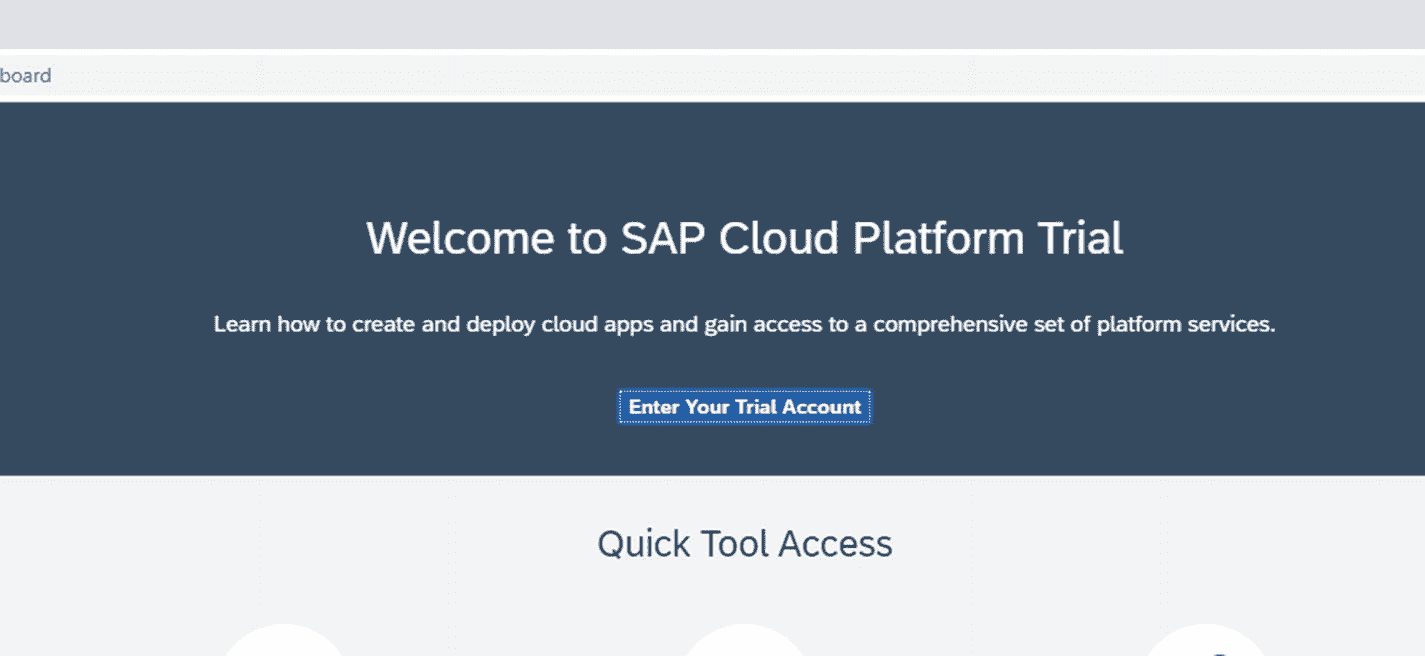 board
Welcome to SAP Cloud Platform Trial
Learn how to create and deploy cloud apps and gain access to a comprehensive set of platform services.
Enter Your Trial Account
Quick Tool Access